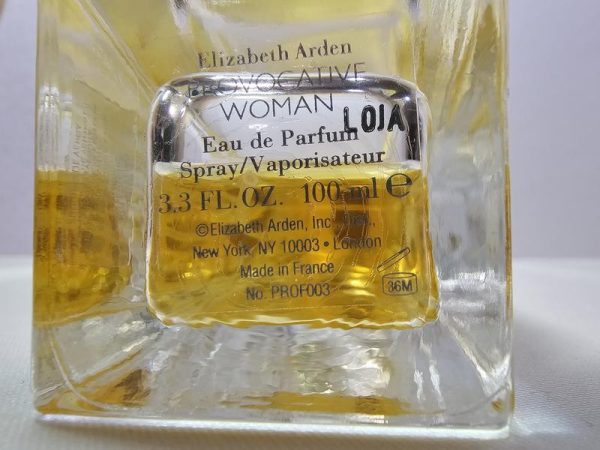 Elizabeth Arden
PROVOCATIVE
WOMAN
LOJA
Eau de Parfum
Spray/Vaporisateur
3.3 FL.OZ. 100 ml ℮
©Elizabeth Arden, Inc., Dist.,
New York, NY 10003 • London
Made in France
No. PROF003
36M